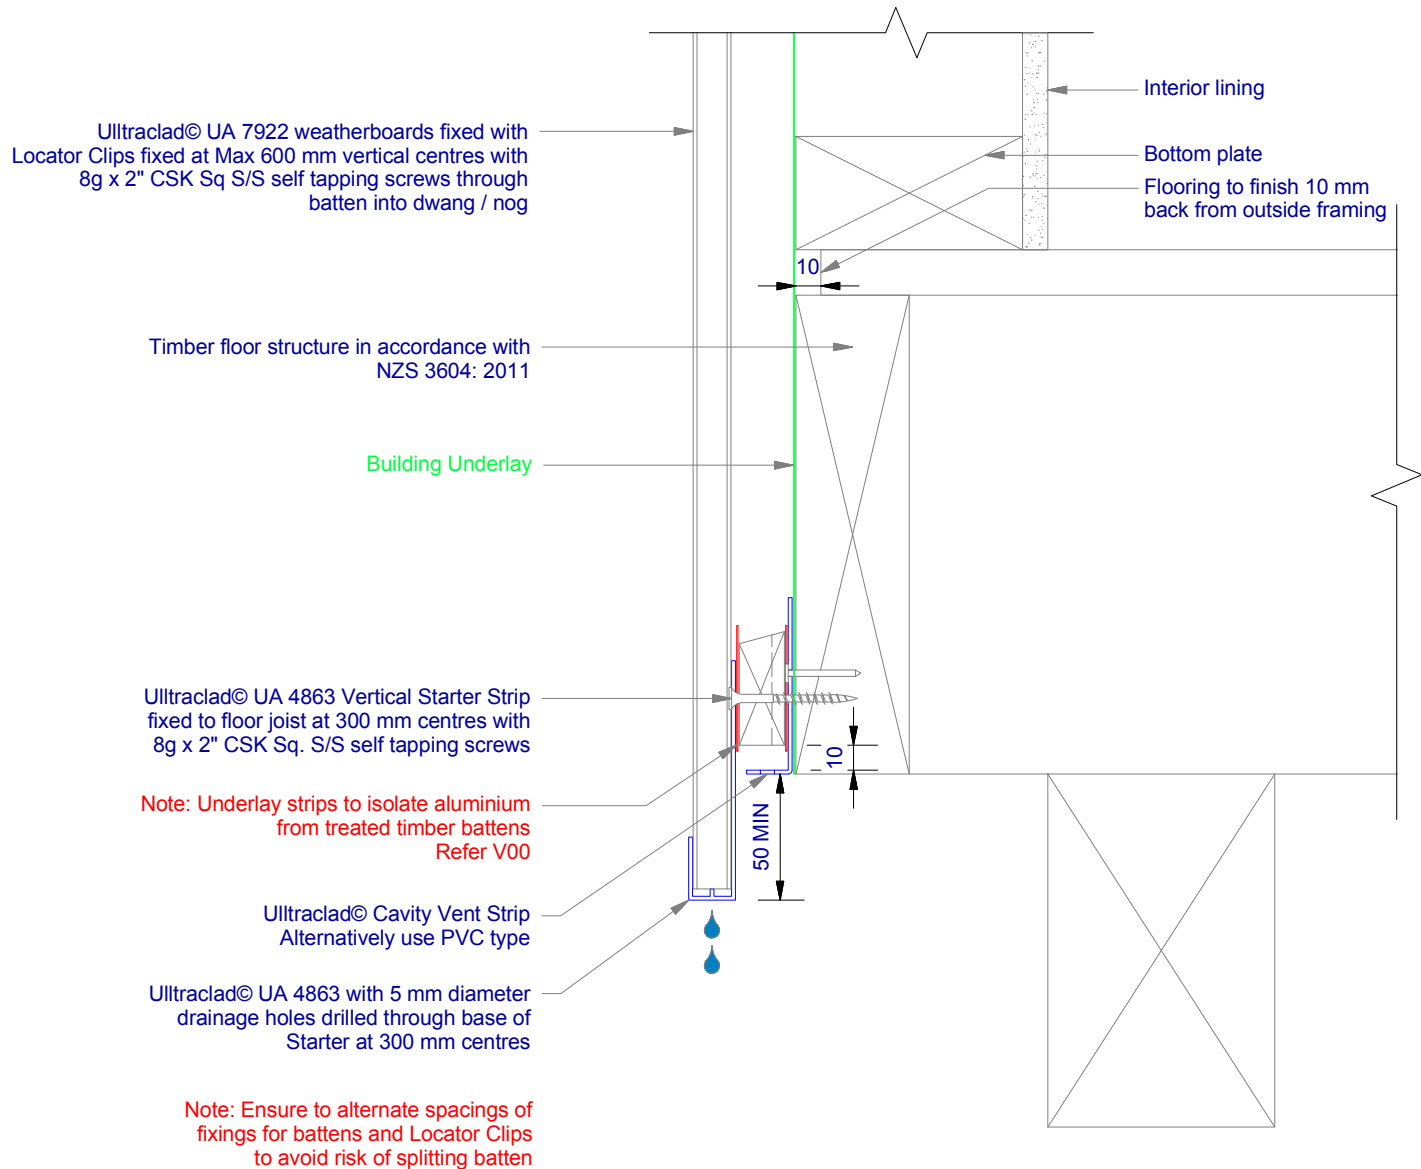 Ulltraclad© UA 7922 weatherboards fixed with
Locator Clips fixed at Max 600 mm vertical centres with
8g x 2" CSK Sq S/S self tapping screws through
batten into dwang / nog
Interior lining
Bottom plate
Flooring to finish 10 mm
back from outside framing
10
Timber floor structure in accordance with
NZS 3604: 2011
Building Underlay
Ulltraclad© UA 4863 Vertical Starter Strip
fixed to floor joist at 300 mm centres with
8g x 2" CSK Sq. S/S self tapping screws
10
50 MIN
Note: Underlay strips to isolate aluminium
from treated timber battens
Refer V00
Ulltraclad© Cavity Vent Strip
Alternatively use PVC type
Ulltraclad© UA 4863 with 5 mm diameter
drainage holes drilled through base of
Starter at 300 mm centres
Note: Ensure to alternate spacings of
fixings for battens and Locator Clips
to avoid risk of splitting batten